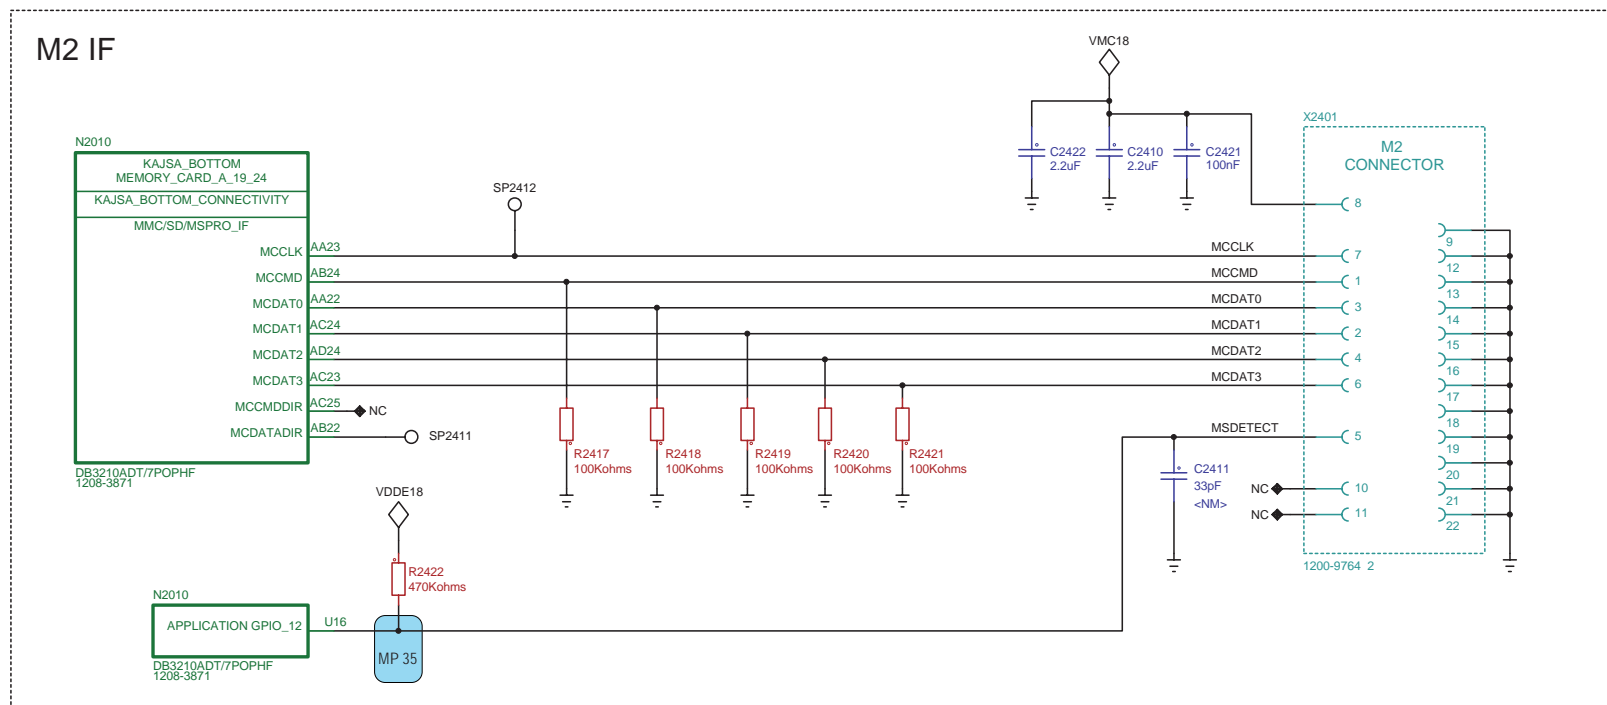 M2 IF
VMC18
C2422
2.2uF
C2410
2.2uF
C2421
100nF
X2401
M2
CONNECTOR
N2010
KAJSA_BOTTOM
MEMORY_CARD_A_19_24
KAJSA_BOTTOM_CONNECTIVITY
MMC/SD/MSPRO_IF
SP2412
8
9
MCCLK AA23 MCCLK 7
12
MCCMD AB24 MCCMD 1
13
MCDAT0 AA22 MCDAT0 3
14
MCDAT1 AC24 MCDAT1 2
15
MCDAT2 AD24 MCDAT2 4
16
MCDAT3 AC23 MCDAT3 6
17
MCCMDDIR AC25 NC
18
MCDATADIR AB22 SP2411 MSDETECT 5
19
R2417
100Kohms
R2418
100Kohms
R2419
100Kohms
R2420
100Kohms
R2421
100Kohms
C2411
33pF
<NM>
20
NC 10
21
NC 11
22
DB3210ADT/7POPHF
1208-3871
VDDE18
R2422
470Kohms
1200-9764 2
N2010
APPLICATION GPIO_12 U16
MP 35
DB3210ADT/7POPHF
1208-3871